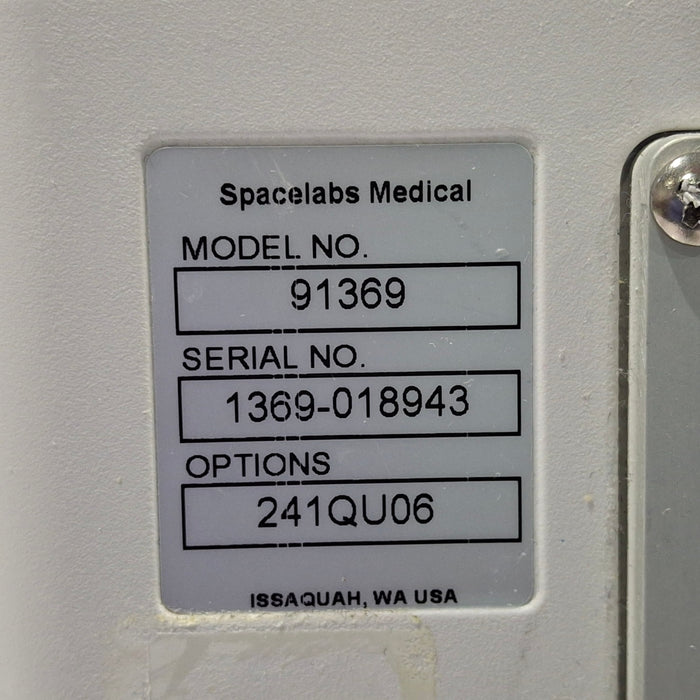 Spacelabs Medical
MODEL NO.
91369
SERIAL NO.
1369-018943
OPTIONS
241QU06
ISSAQUAH, WA USA